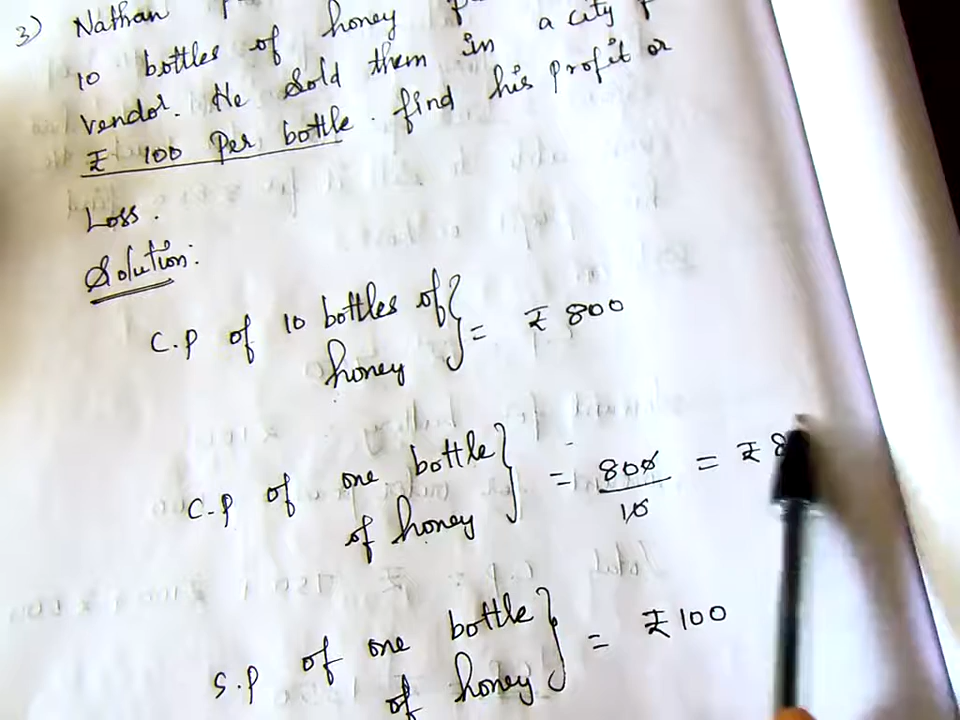 3) Nathan
10 bottles of honey
vendor. He Sold them in a city
₹ 100 Per bottle. find his profit or
Loss.
Solution:
C.P of 10 bottles of } = ₹ 800
honey
C.P of one bottle } = 800/10 = ₹ 8
of honey
S.P of one bottle } = ₹ 100
of honey